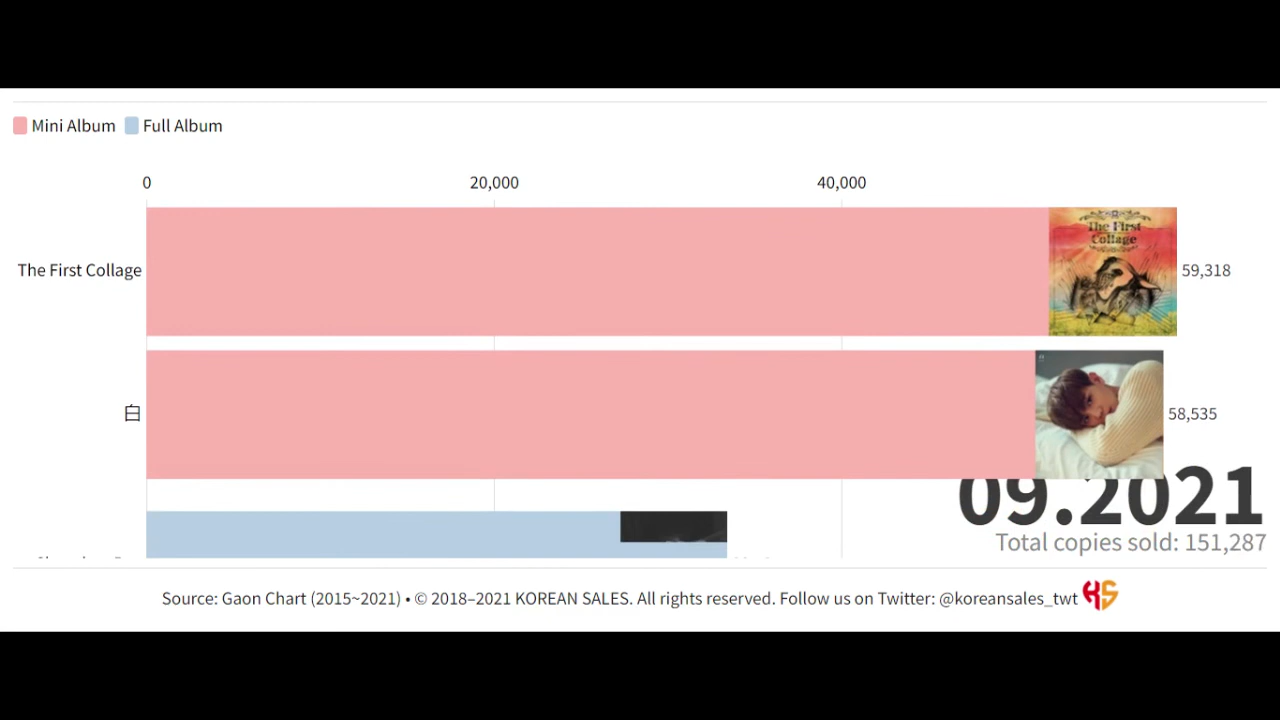 Mini Album Full Album
0 20,000 40,000
The First Collage
The First Collage 59,318
白 58,535
09.2021
Total copies sold: 151,287
Source: Gaon Chart (2015~2021) • © 2018–2021 KOREAN SALES. All rights reserved. Follow us on Twitter: @koreansales_twt KS